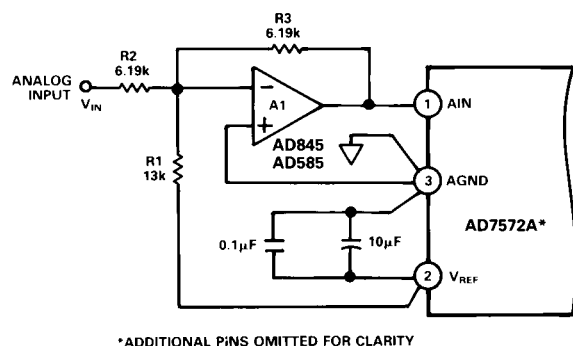 R3
6.19k
R2
6.19k
ANALOG
INPUT
VIN
−
A1
+
1
AIN
AD845
AD585
R1
13k
3
AGND
AD7572A*
0.1µF
10µF
2
VREF
*ADDITIONAL PiNS OMITTED FOR CLARITY